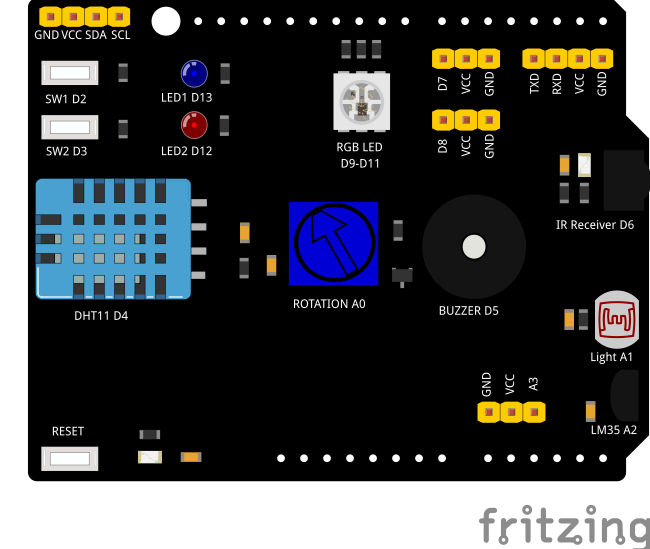 GND VCC SDA SCL
SW1 D2
LED1 D13
D7
VCC
GND
TXD
RXD
VCC
GND
SW2 D3
LED2 D12
RGB LED
D9-D11
D8
VCC
GND
IR Receiver D6
ROTATION A0
BUZZER D5
DHT11 D4
Light A1
GND
VCC
A3
LM35 A2
RESET
fritzing